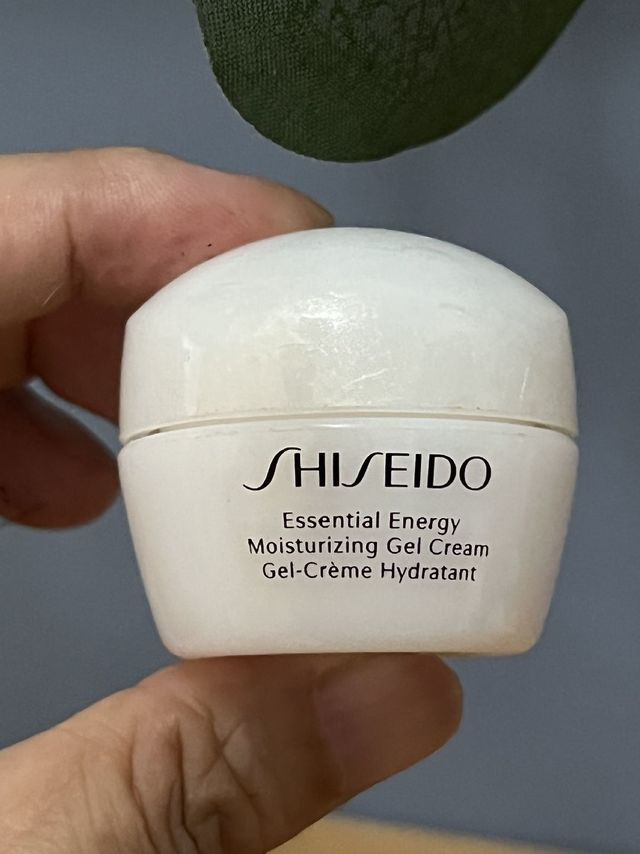 SHISEIDO
Essential Energy
Moisturizing Gel Cream
Gel-Crème Hydratant